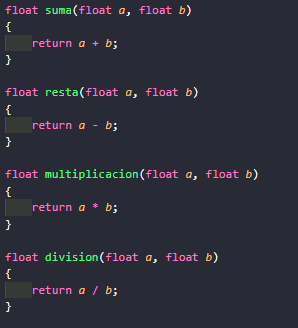 float suma(float a, float b)
{
    return a + b;
}

float resta(float a, float b)
{
    return a - b;
}

float multiplicacion(float a, float b)
{
    return a * b;
}

float division(float a, float b)
{
    return a / b;
}